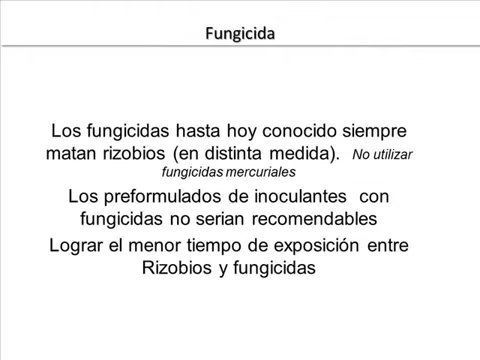 Fungicida
Los fungicidas hasta hoy conocido siempre
matan rizobios (en distinta medida). No utilizar
fungicidas mercuriales
Los preformulados de inoculantes con
fungicidas no serian recomendables
Lograr el menor tiempo de exposición entre
Rizobios y fungicidas